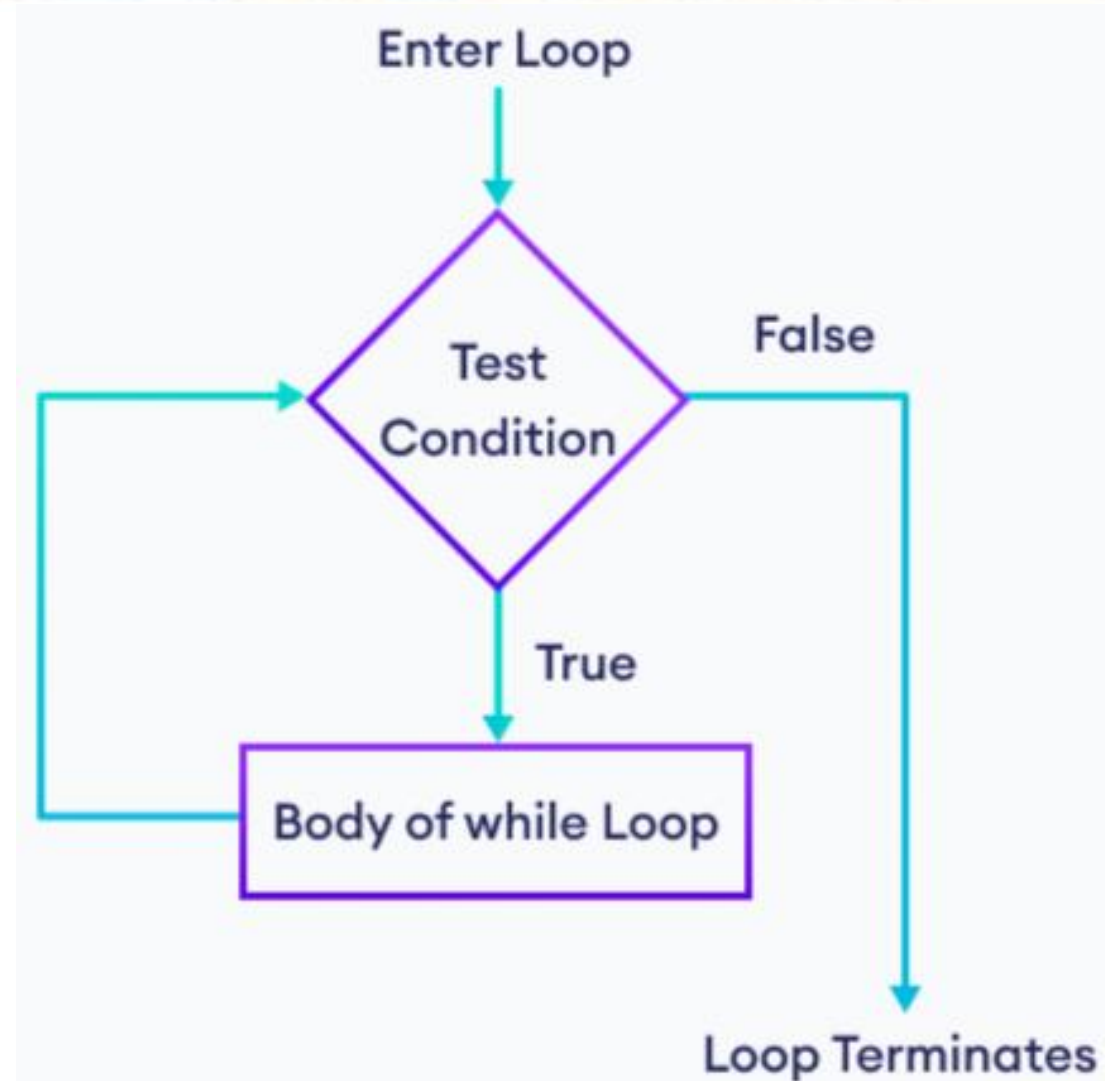 Enter Loop
Test
Condition
False
True
Body of while Loop
Loop Terminates